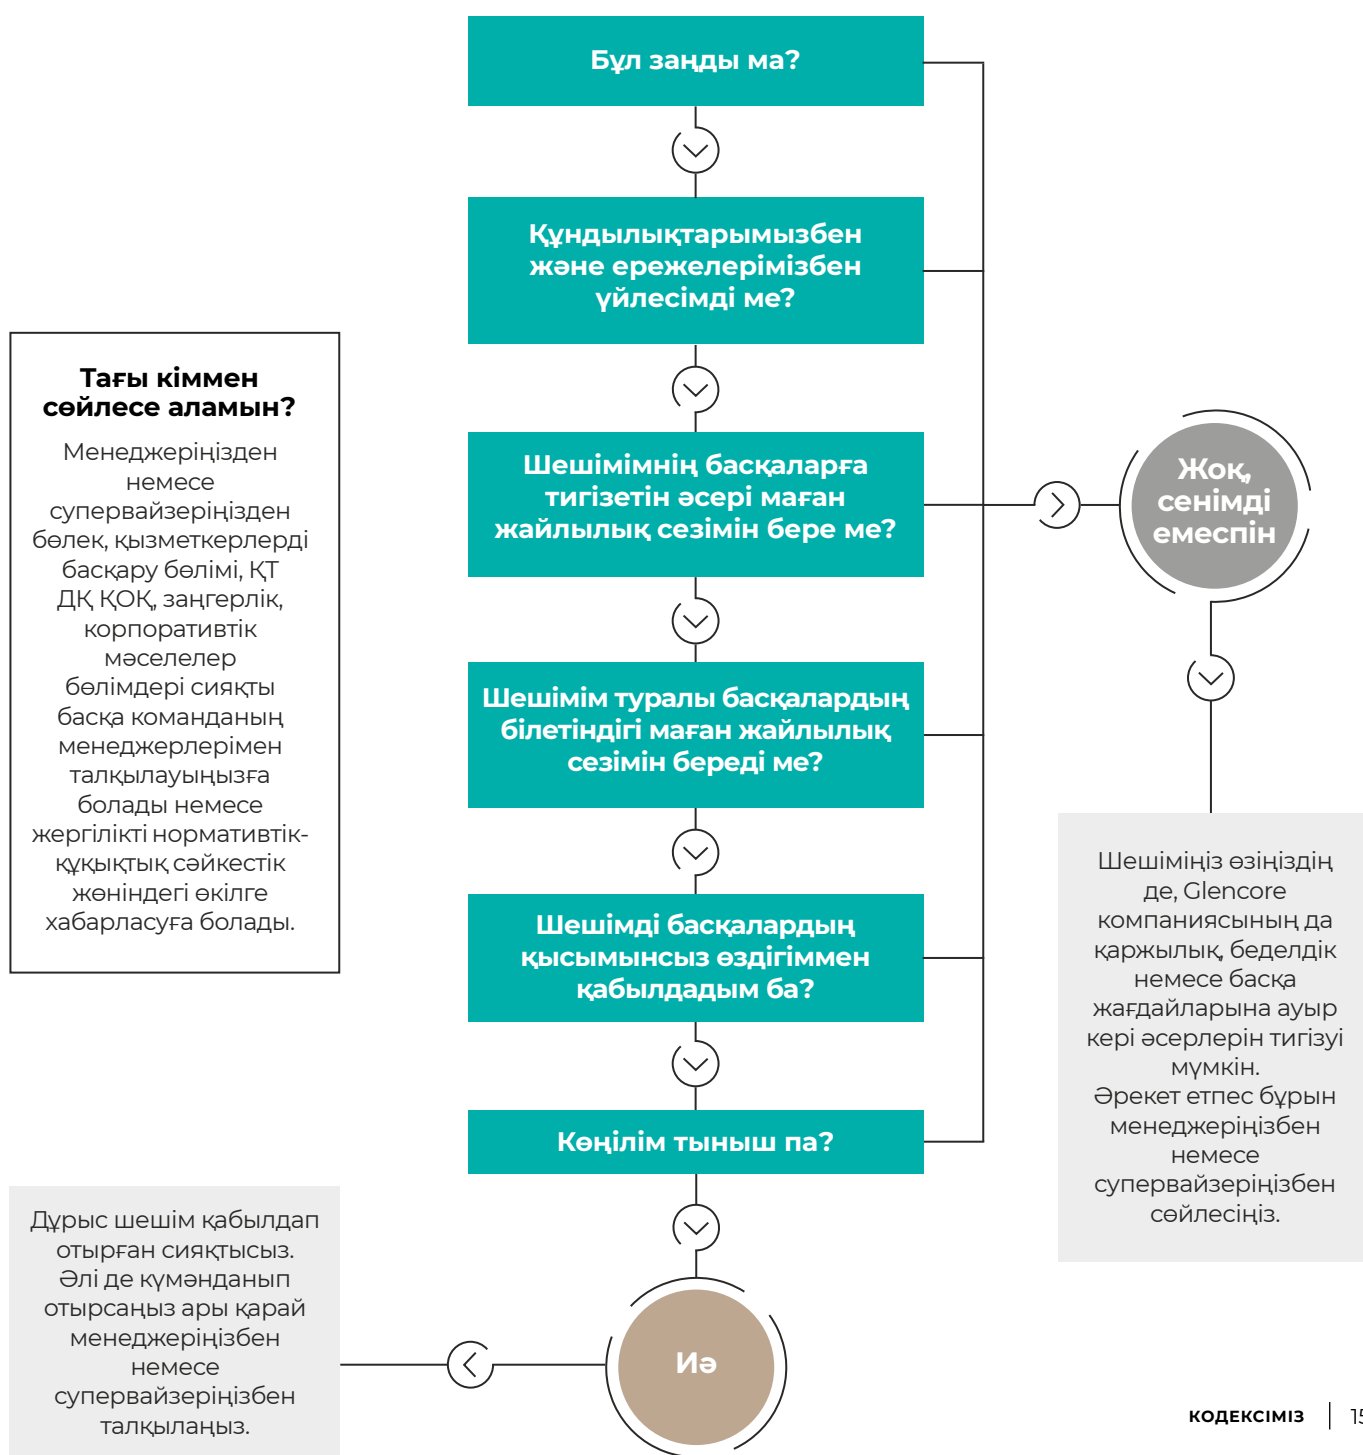 Бұл заңды ма?
Құндылықтарымызбен
және ережелерімізбен
үйлесімді ме?
Шешімімнің басқаларға
тигізетін әсері маған
жайлылық сезімін бере ме?
Шешімім туралы басқалардың
білетіндігі маған жайлылық
сезімін береді ме?
Шешімді басқалардың
қысымынсыз өздігіммен
қабылдадым ба?
Көңілім тыныш па?
Иә
Жоқ,
сенімді
емеспін
Тағы кіммен
сөйлесе аламын?
Менеджеріңізден
немесе
супервайзеріңізден
бөлек, қызметкерлерді
басқару бөлімі, ҚТ
ДҚ ҚОҚ, заңгерлік,
корпоративтік
мәселелер
бөлімдері сияқты
басқа команданың
менеджерлерімен
талқылауыңызға
болады немесе
жергілікті нормативтік-
құқықтық сәйкестік
жөніндегі өкілге
хабарласуға болады.
Шешіміңіз өзіңіздің
де, Glencore
компаниясының да
қаржылық, беделдік
немесе басқа
жағдайларына ауыр
кері әсерлерін тигізуі
мүмкін.
Әрекет етпес бұрын
менеджеріңізбен
немесе
супервайзеріңізбен
сөйлесіңіз.
Дұрыс шешім қабылдап
отырған сияқтысыз.
Әлі де күмәнданып
отырсаңыз ары қарай
менеджеріңізбен
немесе
супервайзеріңізбен
талқылаңыз.
КОДЕКСІМІЗ | 15